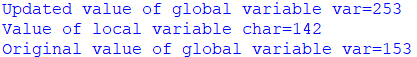 Updated value of global variable var=253
Value of local variable char=142
Original value of global variable var=153